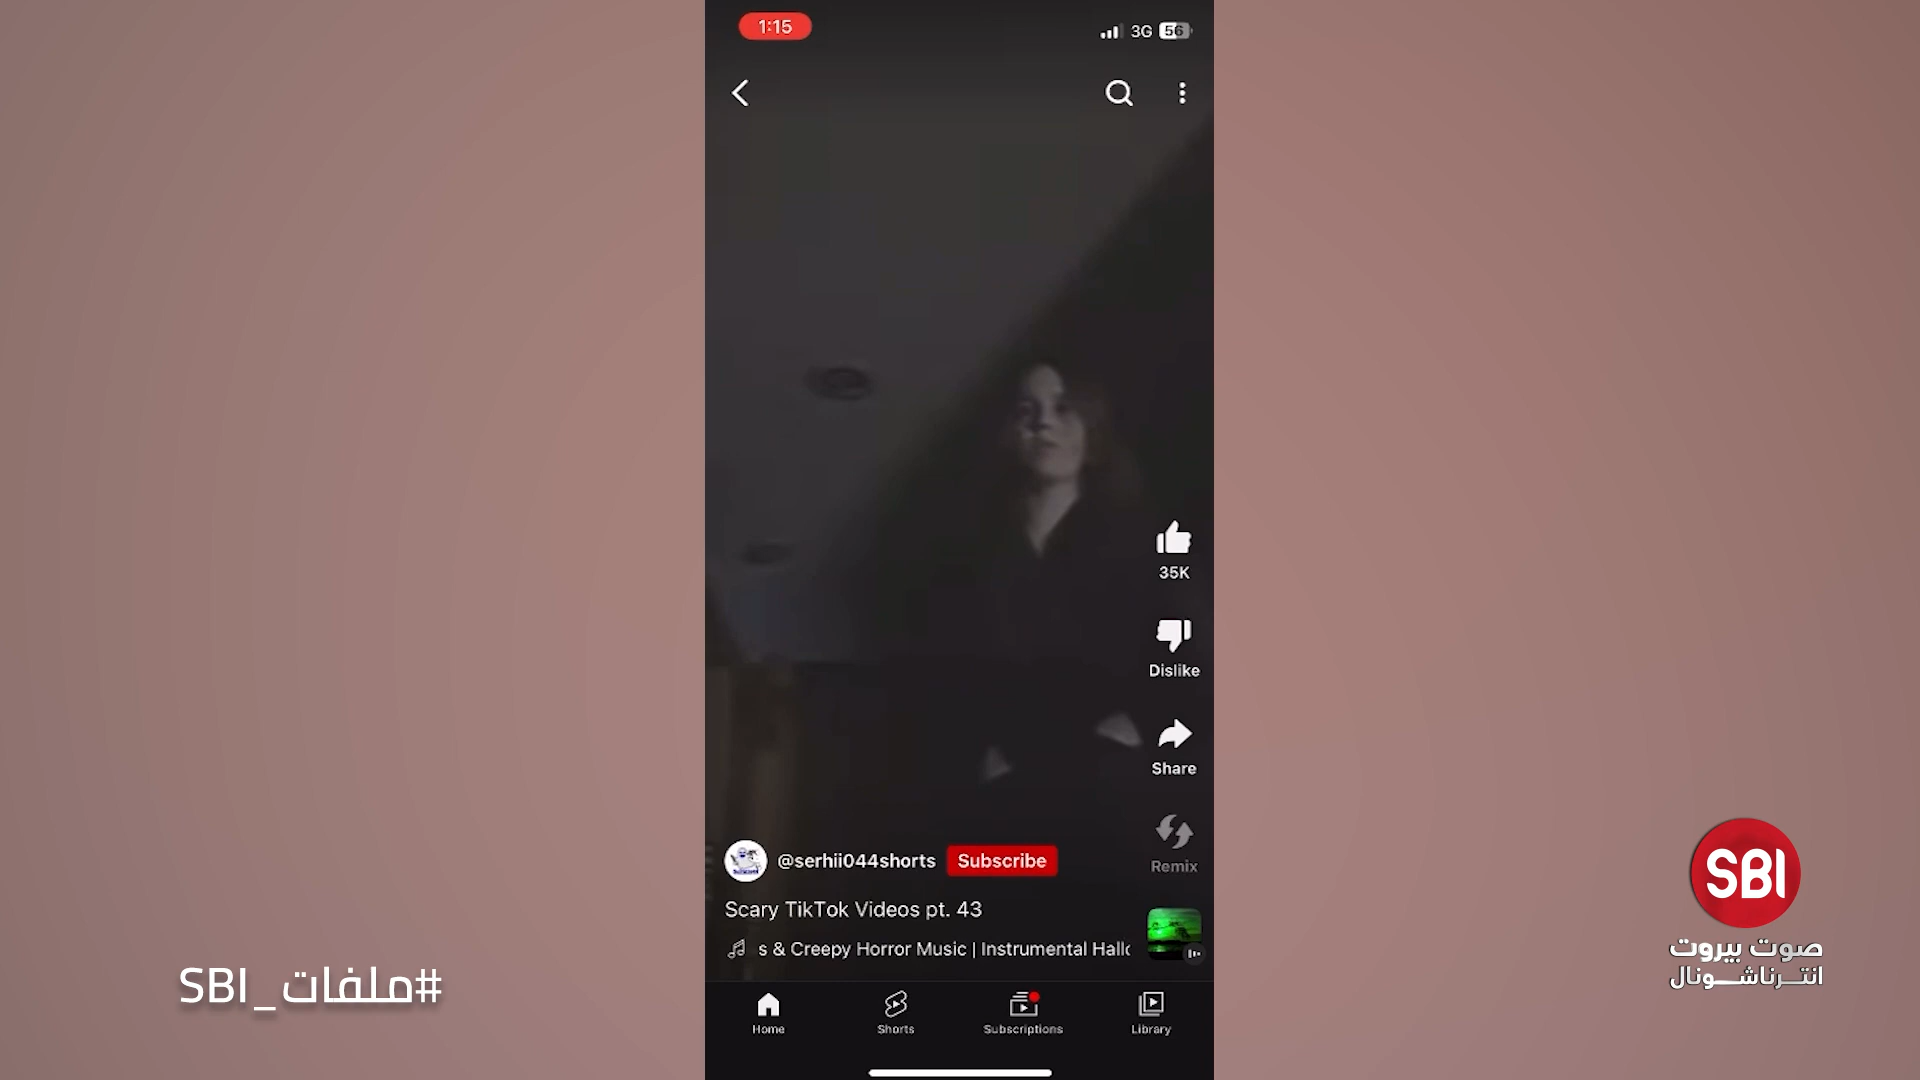 1:15
3G 56
35K
Dislike
Share
Remix
@serhii044shorts Subscribe
Scary TikTok Videos pt. 43
s & Creepy Horror Music | Instrumental Hall
Home Shorts Subscriptions Library
#ملفات_SBI
SBI
صوت بيروت
انترناشونال